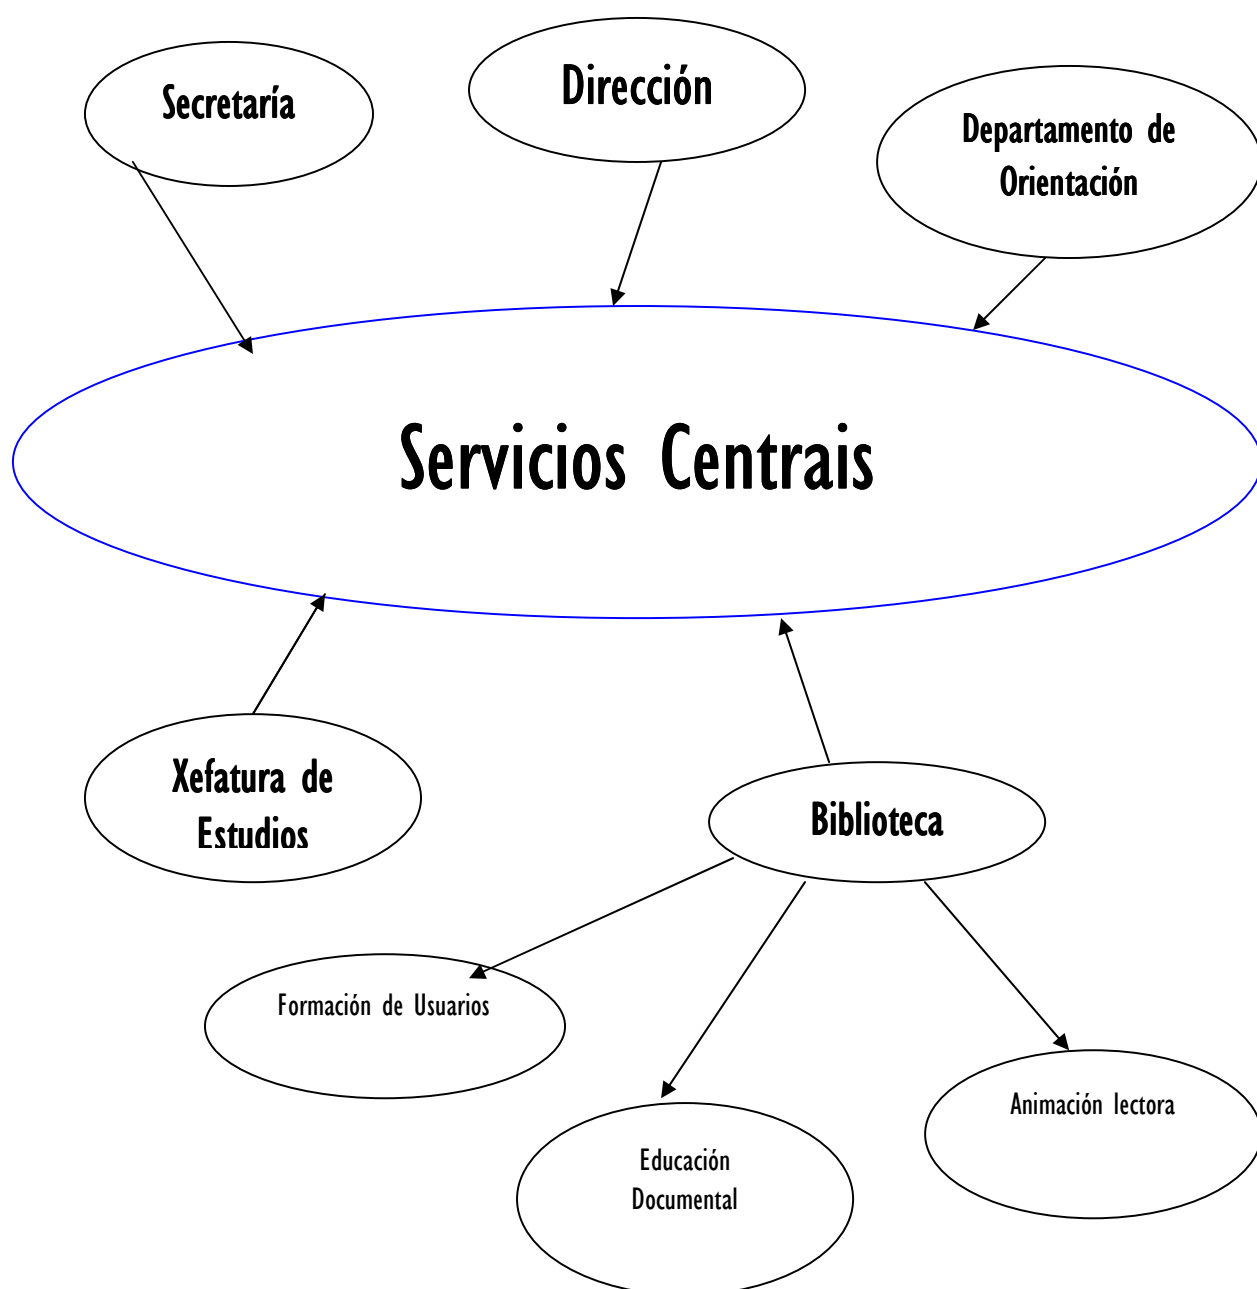 Secretaría
Dirección
Departamento de
Orientación
Servicios Centrais
Xefatura de
Estudios
Biblioteca
Formación de Usuarios
Educación
Documental
Animación lectora